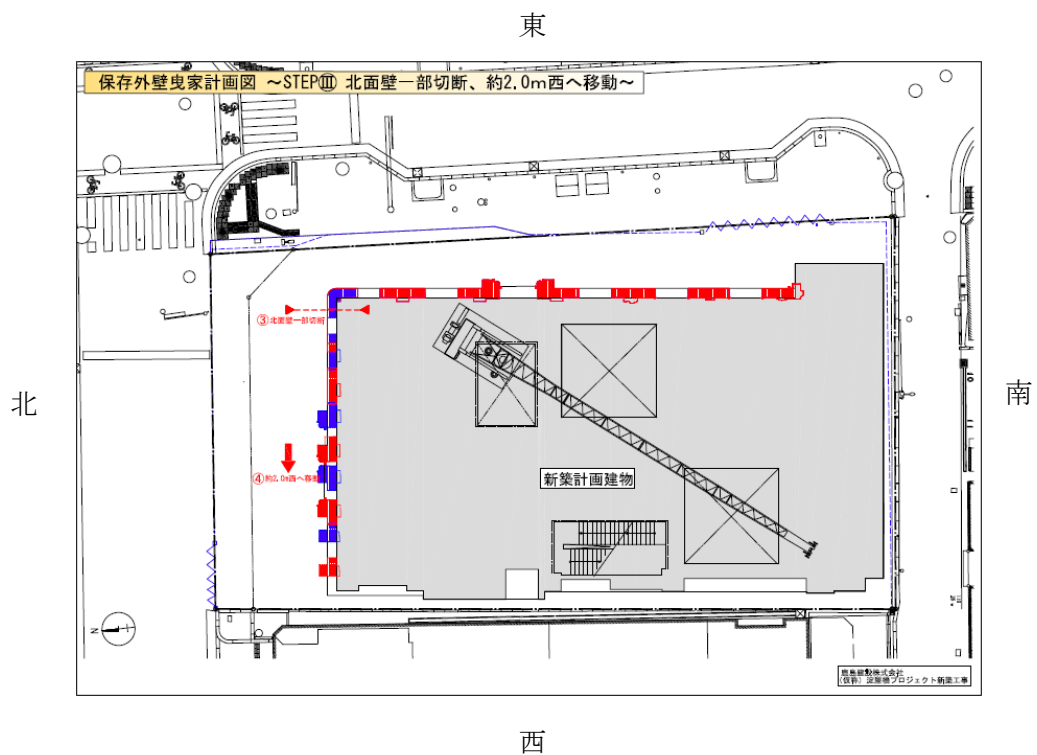 東
保存外壁曳家計画図 ～STEPⅢ 北面壁一部切断、約2.0m西へ移動～
③北面壁一部切断
北
南
④約2.0m西へ移動
新築計画建物
N
鹿島建設株式会社
(仮称) 淀屋橋プロジェクト新築工事
西